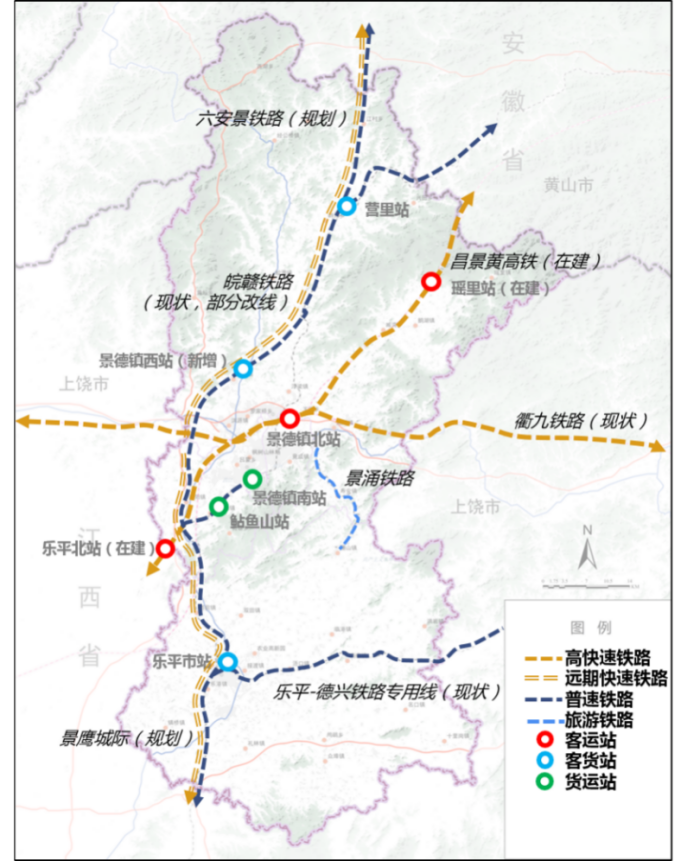 安
徽
省
六安景铁路（规划）
黄山市
营里站
昌景黄高铁（在建）
皖赣铁路
（现状，部分改线）
瑶里站（在建）
景德镇西站（新增）
上饶市
衢九铁路（现状）
景德镇北站
景涌铁路
景德镇南站
上饶市
鲇鱼山站
江
西
省
乐平北站（在建）
N
乐平市站
乐平-德兴铁路专用线（现状）
景鹰城际（规划）
图 例
高快速铁路
远期快速铁路
普速铁路
旅游铁路
客运站
客货站
货运站